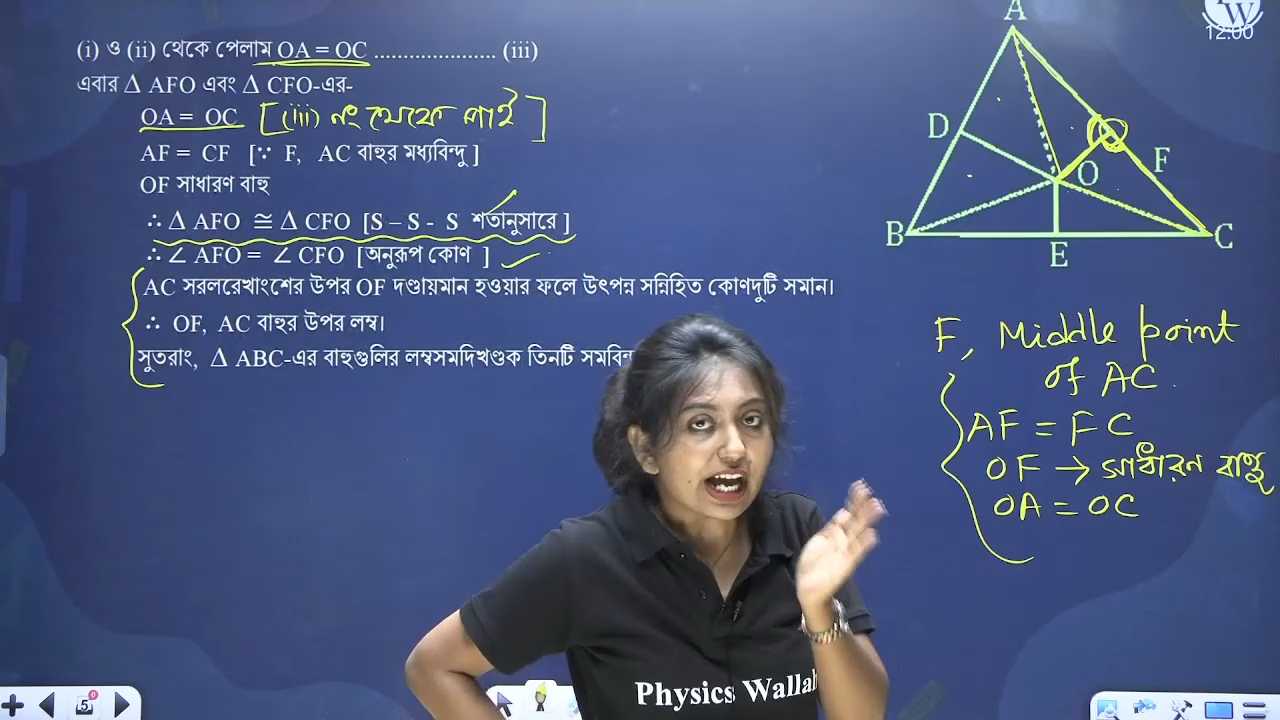 (i) ও (ii) থেকে পেলাম OA = OC ...................... (iii)
এবার Δ AFO এবং Δ CFO-এর-
OA = OC [(iii) নং থেকে পাই]
AF = CF [∵ F, AC বাহুর মধ্যবিন্দু ]
OF সাধারণ বাহু
∴ Δ AFO ≅ Δ CFO [S – S - S শর্তানুসারে ]
∴ ∠ AFO = ∠ CFO [অনুরূপ কোণ ]
AC সরলরেখাংশের উপর OF দণ্ডায়মান হওয়ার ফলে উৎপন্ন সন্নিহিত কোণদুটি সমান।
∴ OF, AC বাহুর উপর লম্ব।
সুতরাং, Δ ABC-এর বাহুগুলির লম্বসমদিখণ্ডক তিনটি
W
12:00
A
D
F
O
B
C
E
F, Middle point
of AC.
AF = FC
OF → সাধারন বাহু
OA = OC
Physics Wallah
5
0